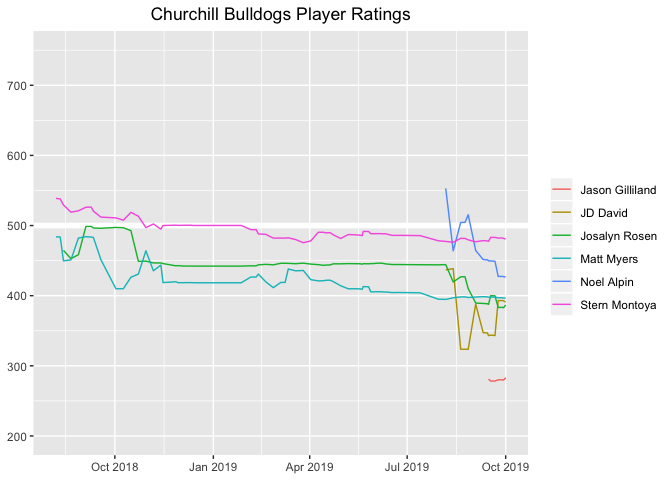 Churchill Bulldogs Player Ratings
700
600
500
400
300
200
Oct 2018
Jan 2019
Apr 2019
Jul 2019
Oct 2019
Jason Gilliland
JD David
Josalyn Rosen
Matt Myers
Noel Alpin
Stern Montoya